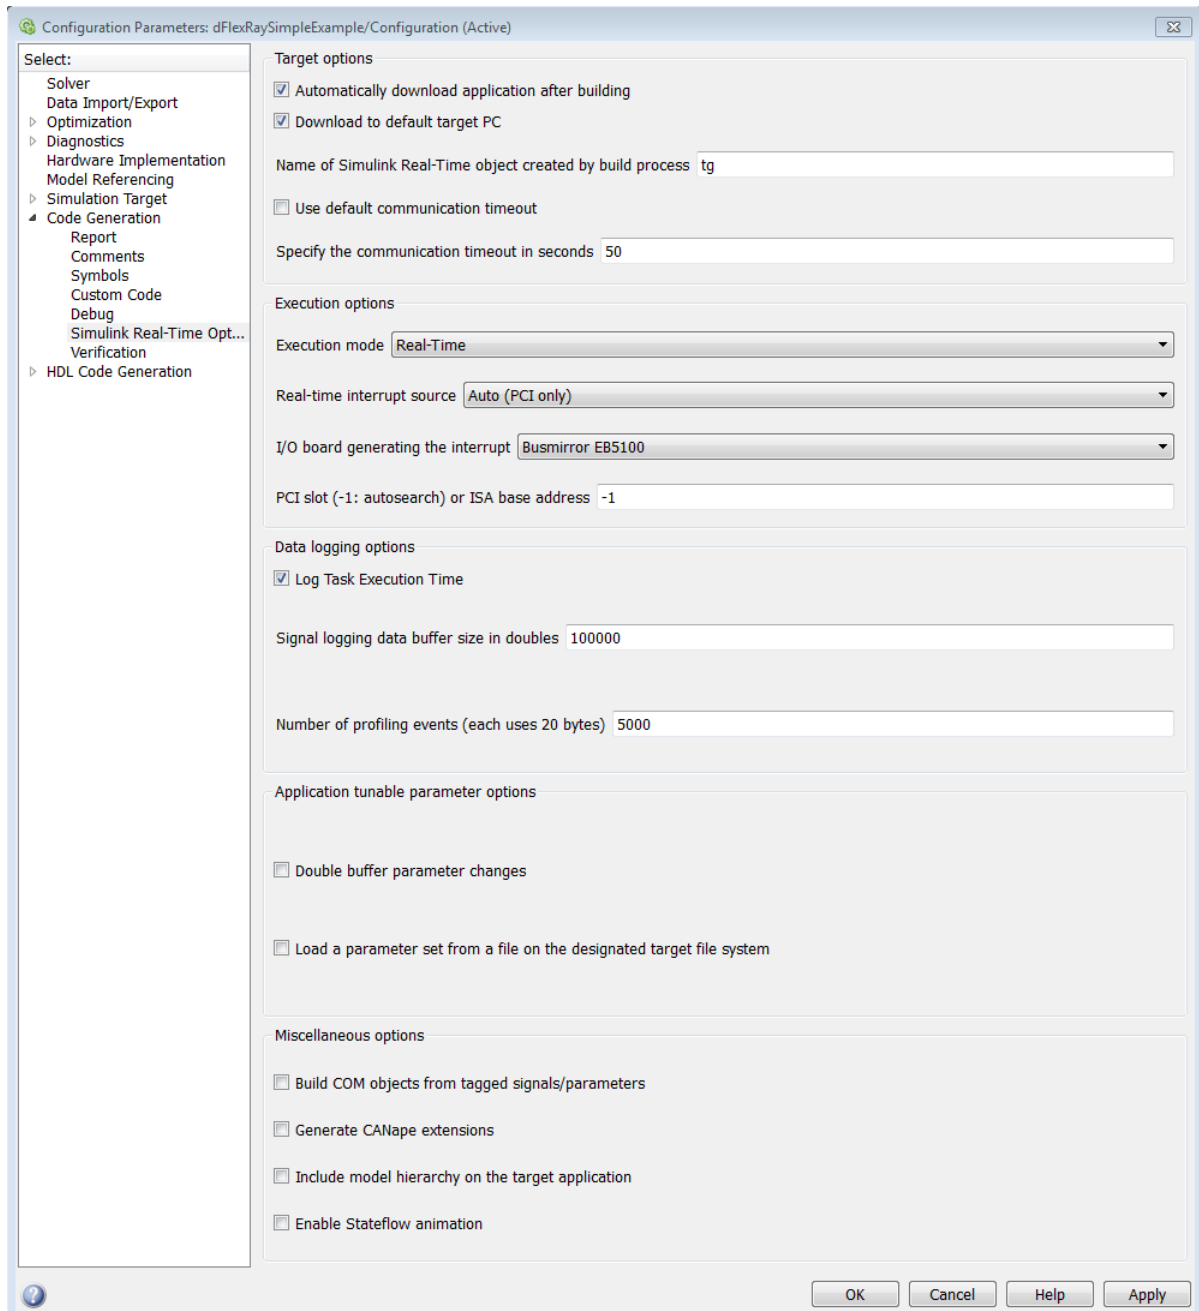 Configuration Parameters: dFlexRaySimpleExample/Configuration (Active)
Select:
Solver
Data Import/Export
Optimization
Diagnostics
Hardware Implementation
Model Referencing
Simulation Target
Code Generation
Report
Comments
Symbols
Custom Code
Debug
Simulink Real-Time Opt...
Verification
HDL Code Generation
Target options
Automatically download application after building
Download to default target PC
Name of Simulink Real-Time object created by build process tg
Use default communication timeout
Specify the communication timeout in seconds 50
Execution options
Execution mode Real-Time
Real-time interrupt source Auto (PCI only)
I/O board generating the interrupt Busmirror EB5100
PCI slot (-1: autosearch) or ISA base address -1
Data logging options
Log Task Execution Time
Signal logging data buffer size in doubles 100000
Number of profiling events (each uses 20 bytes) 5000
Application tunable parameter options
Double buffer parameter changes
Load a parameter set from a file on the designated target file system
Miscellaneous options
Build COM objects from tagged signals/parameters
Generate CANape extensions
Include model hierarchy on the target application
Enable Stateflow animation
? OK Cancel Help Apply